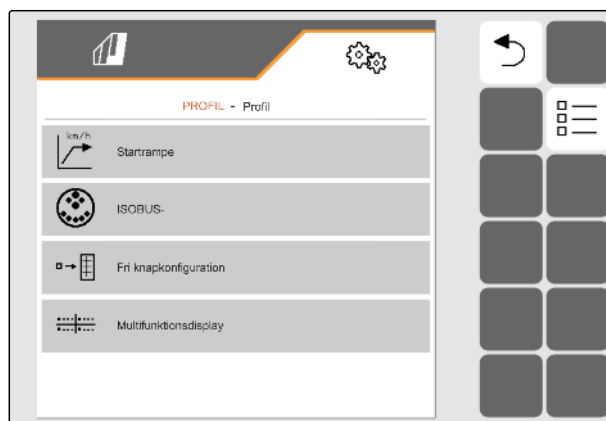 PROFIL - Profil
km/h
Startrampe
ISOBUS-
Fri knapkonfiguration
Multifunktionsdisplay